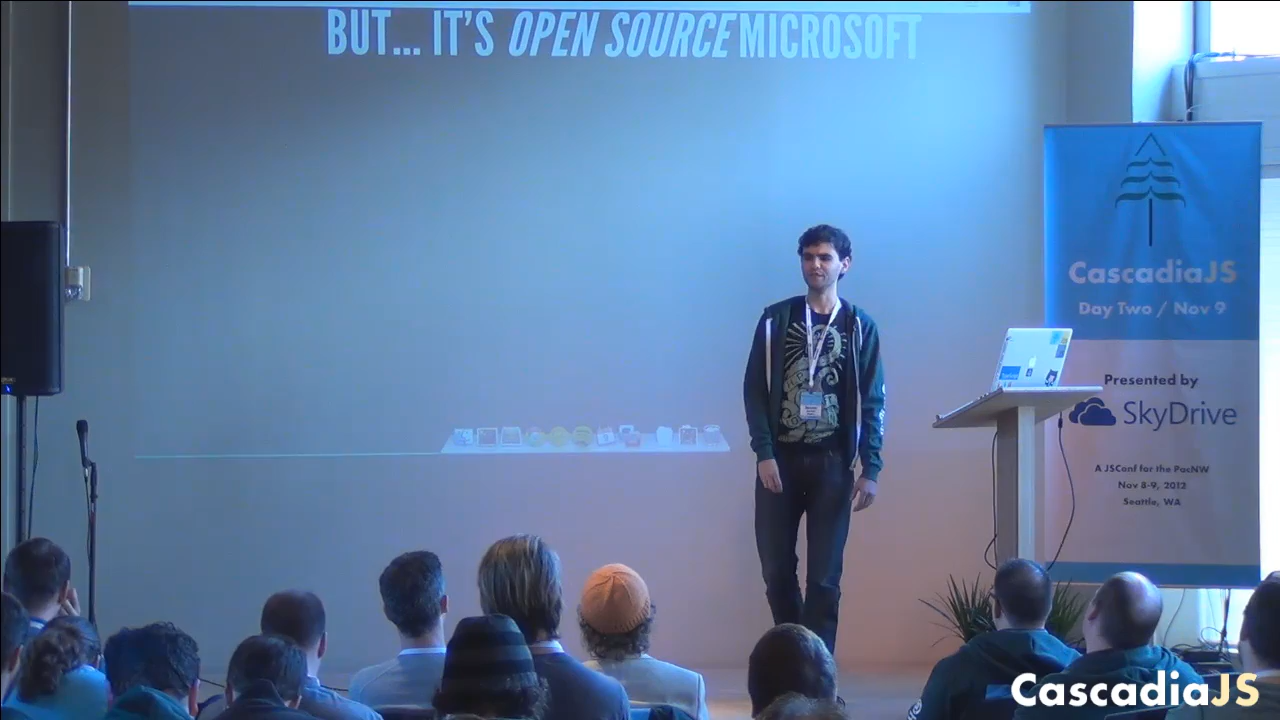 BUT... IT'S OPEN SOURCE MICROSOFT
CascadiaJS
Day Two / Nov 9
Presented by
SkyDrive
A JSConf for the PacNW
Nov 8-9, 2012
Seattle, WA
CascadiaJS